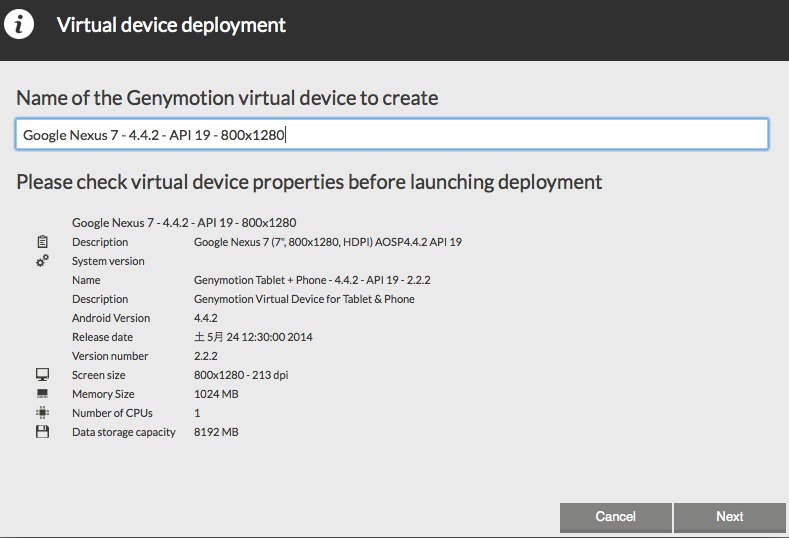 Virtual device deployment
Name of the Genymotion virtual device to create
Google Nexus 7 - 4.4.2 - API 19 - 800x1280
Please check virtual device properties before launching deployment
Google Nexus 7 - 4.4.2 - API 19 - 800x1280
Description Google Nexus 7 (7", 800x1280, HDPI) AOSP4.4.2 API 19
System version
Name Genymotion Tablet + Phone - 4.4.2 - API 19 - 2.2.2
Description Genymotion Virtual Device for Tablet & Phone
Android Version 4.4.2
Release date 土 5月 24 12:30:00 2014
Version number 2.2.2
Screen size 800x1280 - 213 dpi
Memory Size 1024 MB
Number of CPUs 1
Data storage capacity 8192 MB
Cancel Next